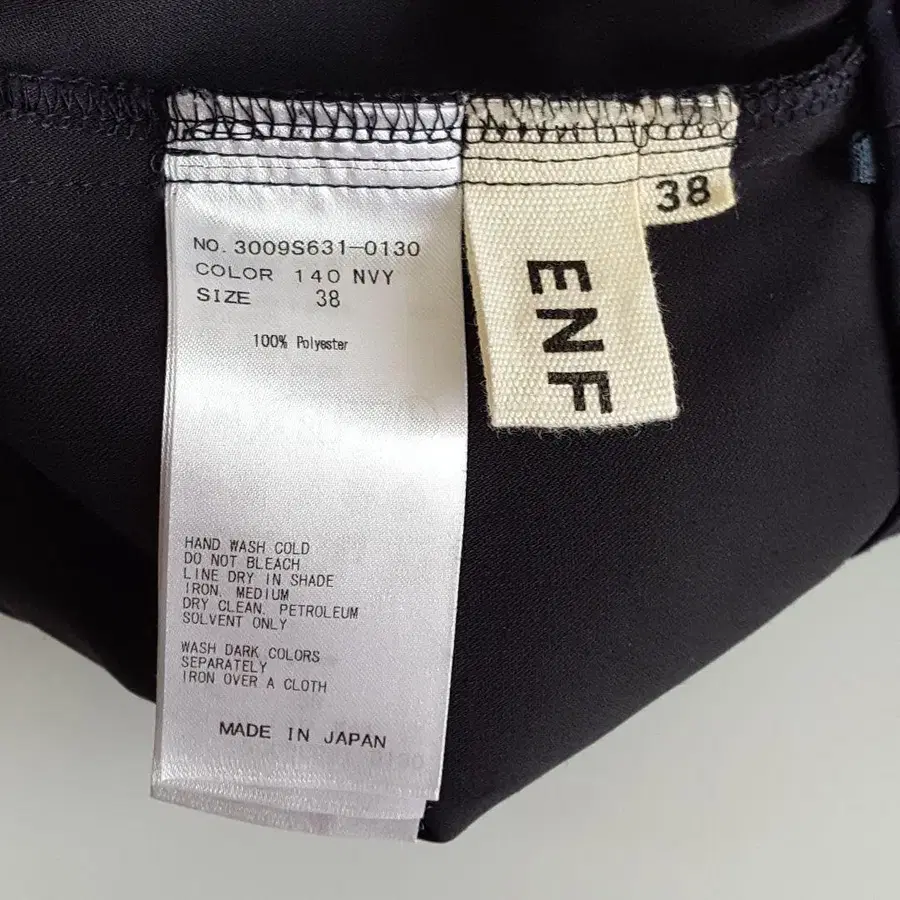 NO. 3009S631-0130
COLOR 140 NVY
SIZE 38
100% Polyester
HAND WASH COLD
DO NOT BLEACH
LINE DRY IN SHADE
IRON, MEDIUM
DRY CLEAN, PETROLEUM
SOLVENT ONLY
WASH DARK COLORS
SEPARATELY
IRON OVER A CLOTH
MADE IN JAPAN
38
ENF